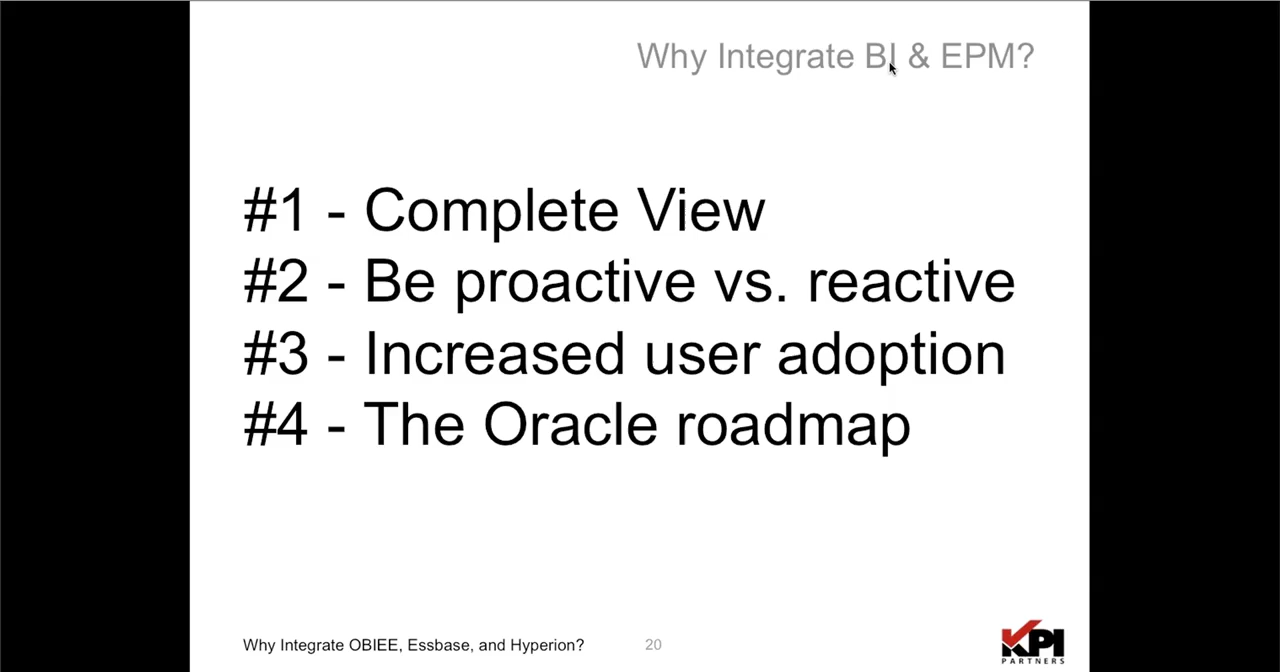 Why Integrate BI & EPM?
#1 - Complete View
#2 - Be proactive vs. reactive
#3 - Increased user adoption
#4 - The Oracle roadmap
Why Integrate OBIEE, Essbase, and Hyperion? 20
KPI
PARTNERS